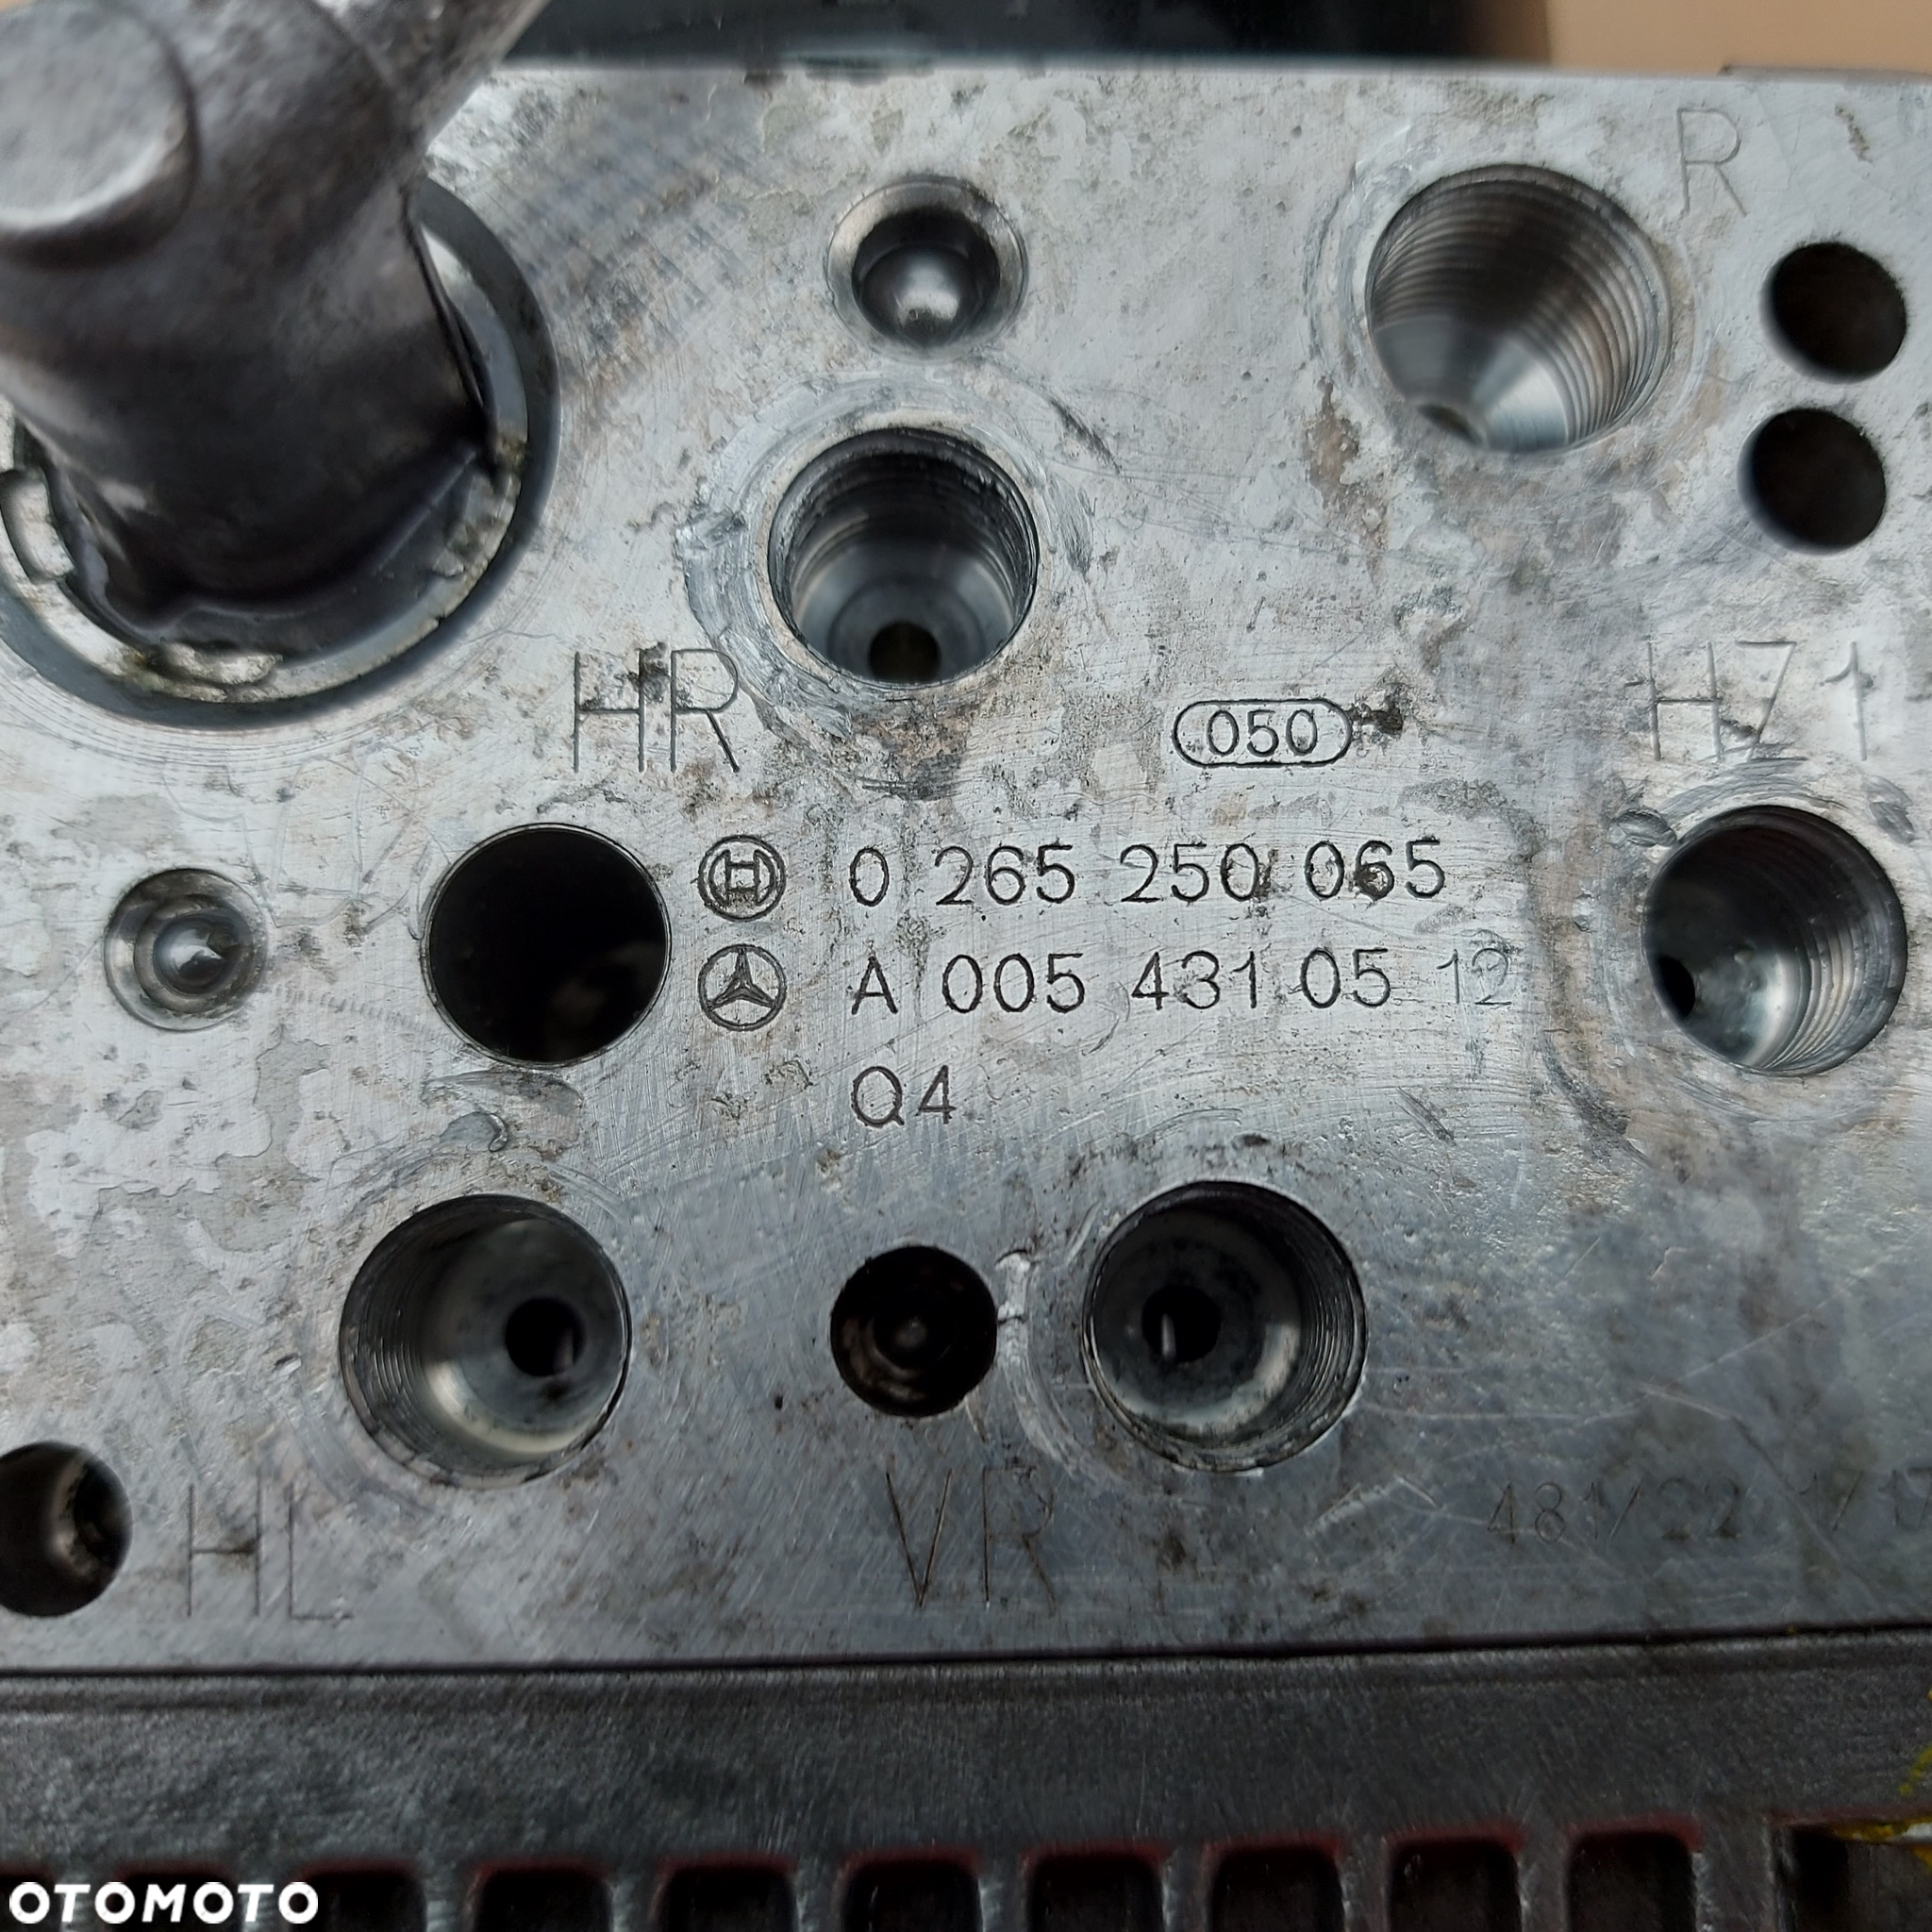 R
HR
050
HZ1
0 265 250 065
A 005 431 05 12
Q4
HL
VR
OTOMOTO